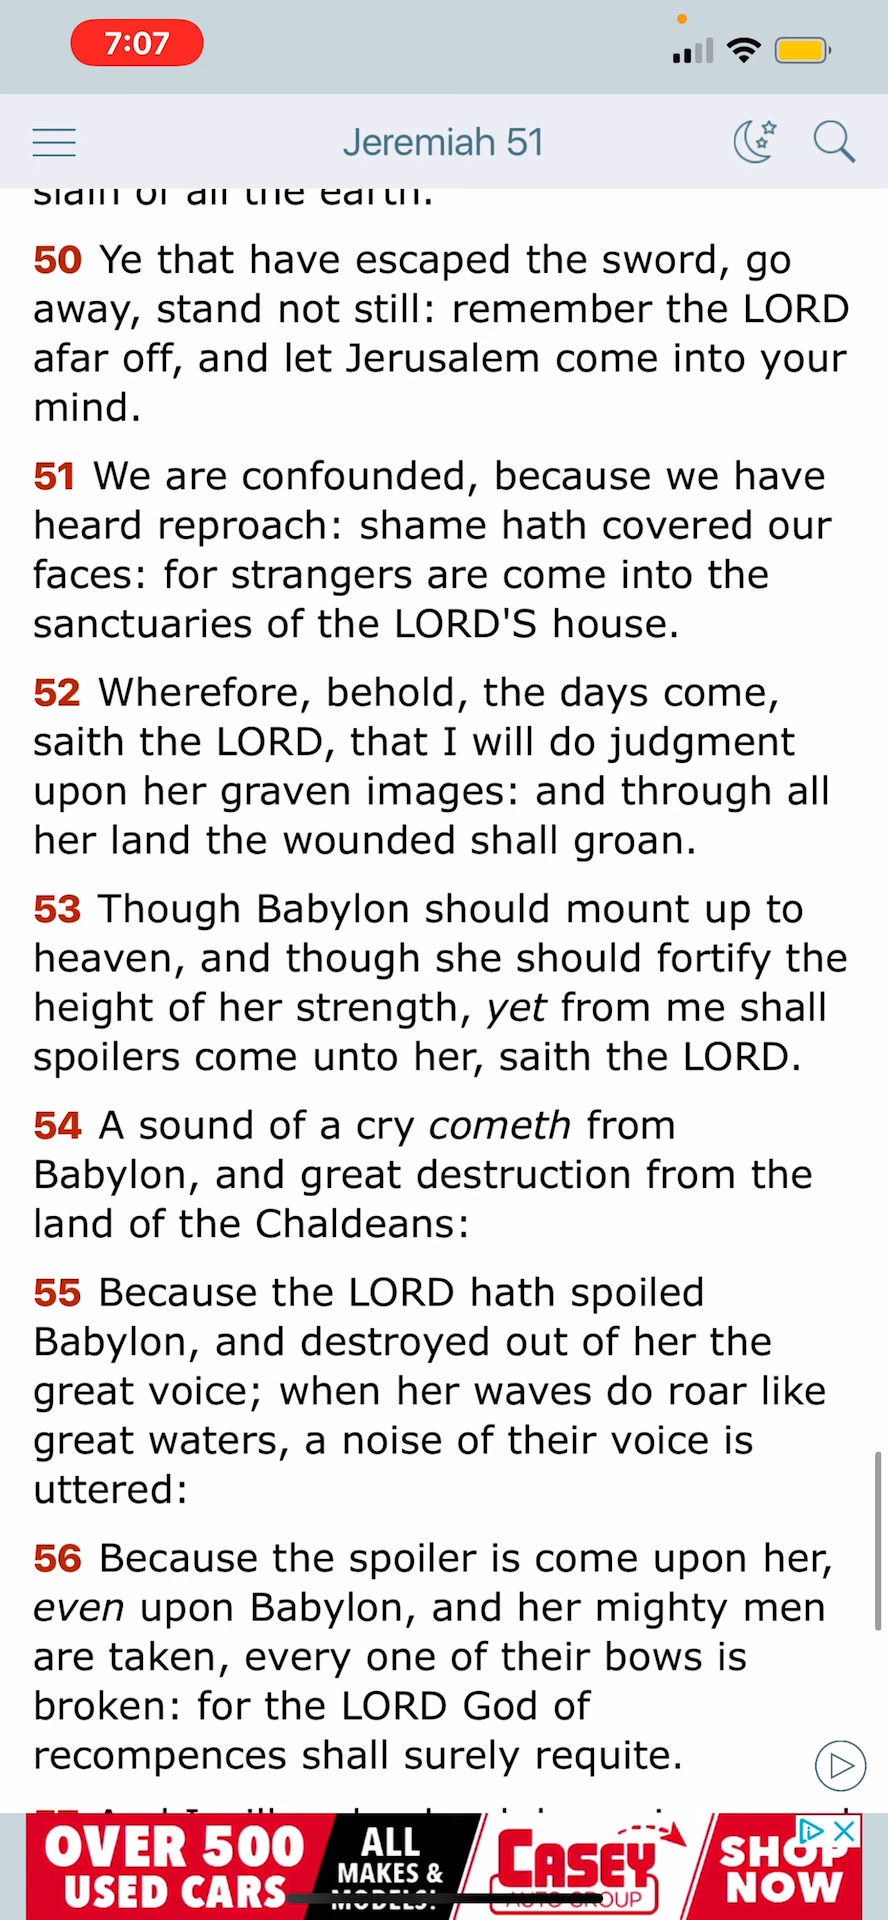 7:07
Jeremiah 51
slain of all the earth.
50 Ye that have escaped the sword, go
away, stand not still: remember the LORD
afar off, and let Jerusalem come into your
mind.
51 We are confounded, because we have
heard reproach: shame hath covered our
faces: for strangers are come into the
sanctuaries of the LORD'S house.
52 Wherefore, behold, the days come,
saith the LORD, that I will do judgment
upon her graven images: and through all
her land the wounded shall groan.
53 Though Babylon should mount up to
heaven, and though she should fortify the
height of her strength, yet from me shall
spoilers come unto her, saith the LORD.
54 A sound of a cry cometh from
Babylon, and great destruction from the
land of the Chaldeans:
55 Because the LORD hath spoiled
Babylon, and destroyed out of her the
great voice; when her waves do roar like
great waters, a noise of their voice is
uttered:
56 Because the spoiler is come upon her,
even upon Babylon, and her mighty men
are taken, every one of their bows is
broken: for the LORD God of
recompences shall surely requite.
OVER 500
USED CARS
ALL
MAKES &
MODELS!
CASEY
AUTO GROUP
SHOP
NOW